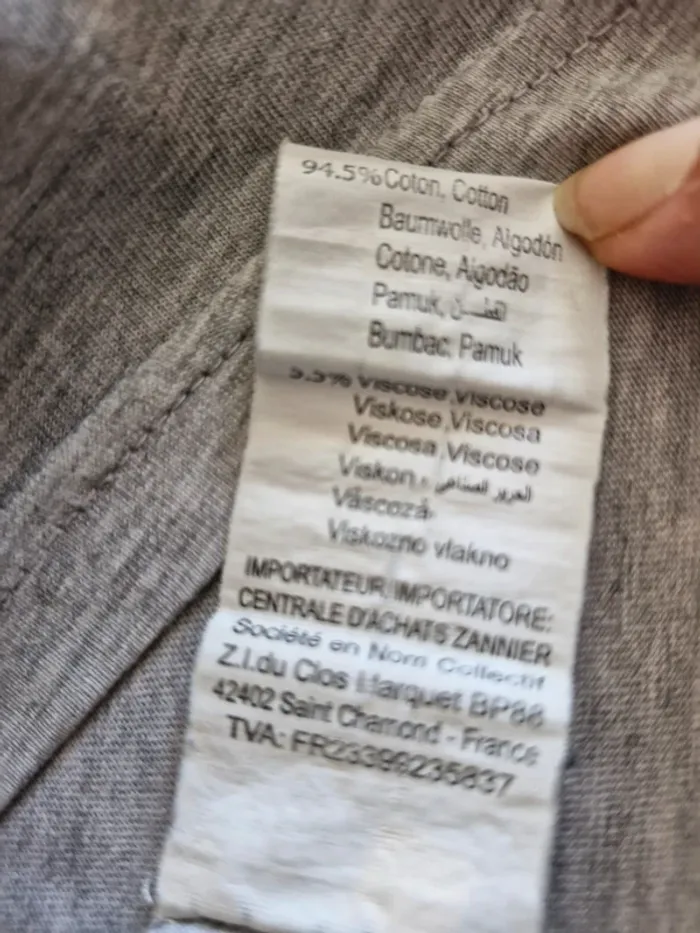 94.5% Coton, Cotton
Baumwolle, Algodón
Cotone, Algodão
Pamuk, القطن
Bumbac, Pamuk
5.5% Viscose, Viscose
Viskose, Viscosa
Viscosa, Viscose
Viskon, الحرير الصناعي
Vâscozã
Viskozno vlakno
IMPORTATEUR/IMPORTATORE:
CENTRALE D'ACHATS ZANNIER
Société en Nom Collectif
Z.I.du Clos Marquet BP86
42402 Saint Chamond - France
TVA: FR23399235837